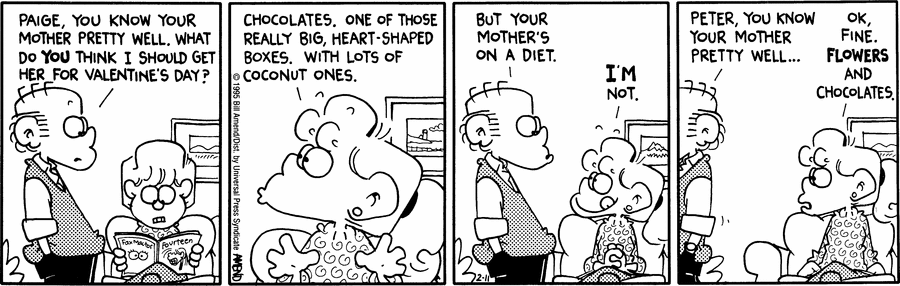 PAIGE, YOU KNOW YOUR
MOTHER PRETTY WELL. WHAT
DO YOU THINK I SHOULD GET
HER FOR VALENTINE'S DAY?
Fox Mulder
Fourteen
CHOCOLATES. ONE OF THOSE
REALLY BIG, HEART-SHAPED
BOXES. WITH LOTS OF
COCONUT ONES.
© 1995 Bill Amend/Dist. by Universal Press Syndicate
AMEND
BUT YOUR
MOTHER'S
ON A DIET.
I'M
NOT.
2-11
PETER, YOU KNOW
YOUR MOTHER
PRETTY WELL...
OK,
FINE.
FLOWERS
AND
CHOCOLATES.